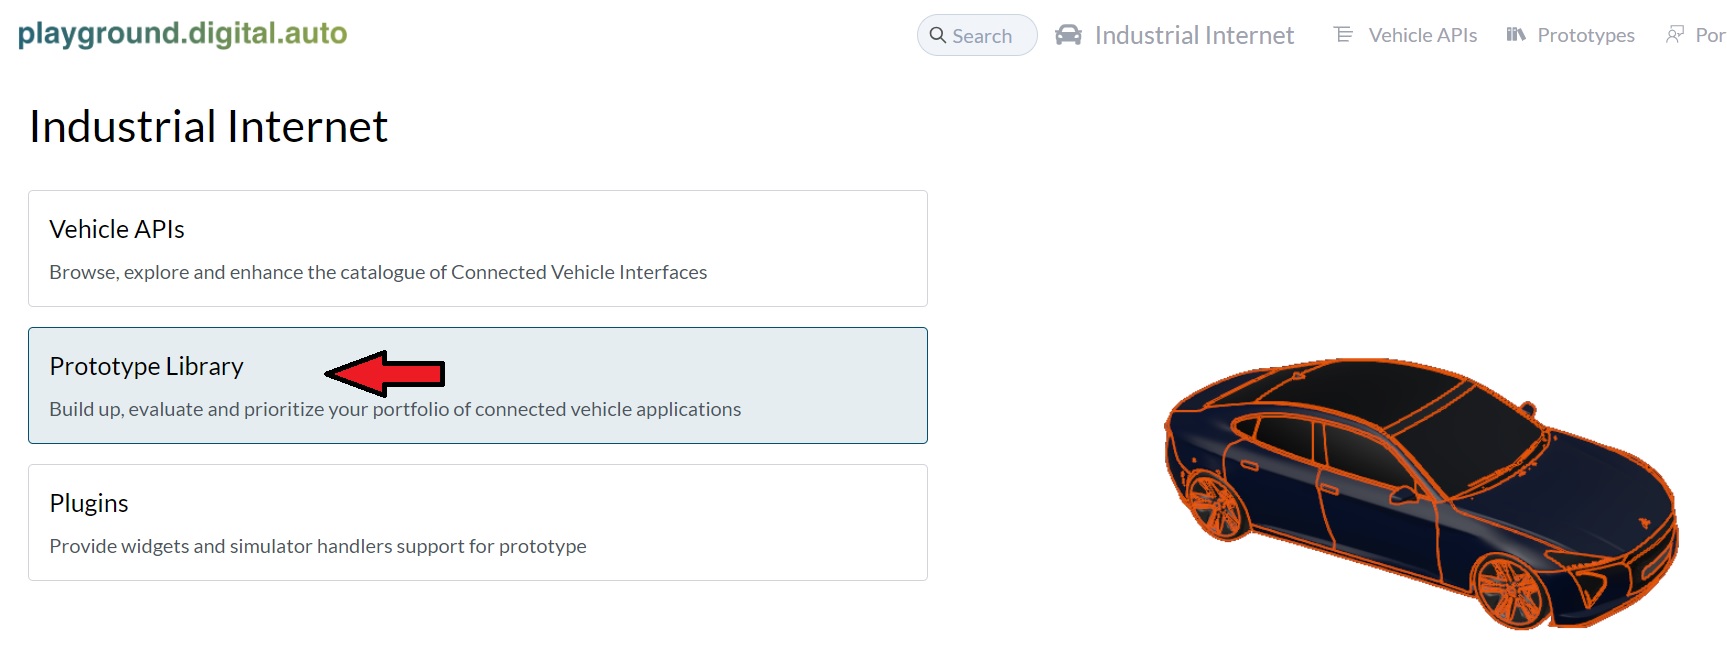 playground.digital.auto
Search
Industrial Internet
Vehicle APIs
Prototypes
Por
Industrial Internet
Vehicle APIs
Browse, explore and enhance the catalogue of Connected Vehicle Interfaces
Prototype Library
Build up, evaluate and prioritize your portfolio of connected vehicle applications
Plugins
Provide widgets and simulator handlers support for prototype